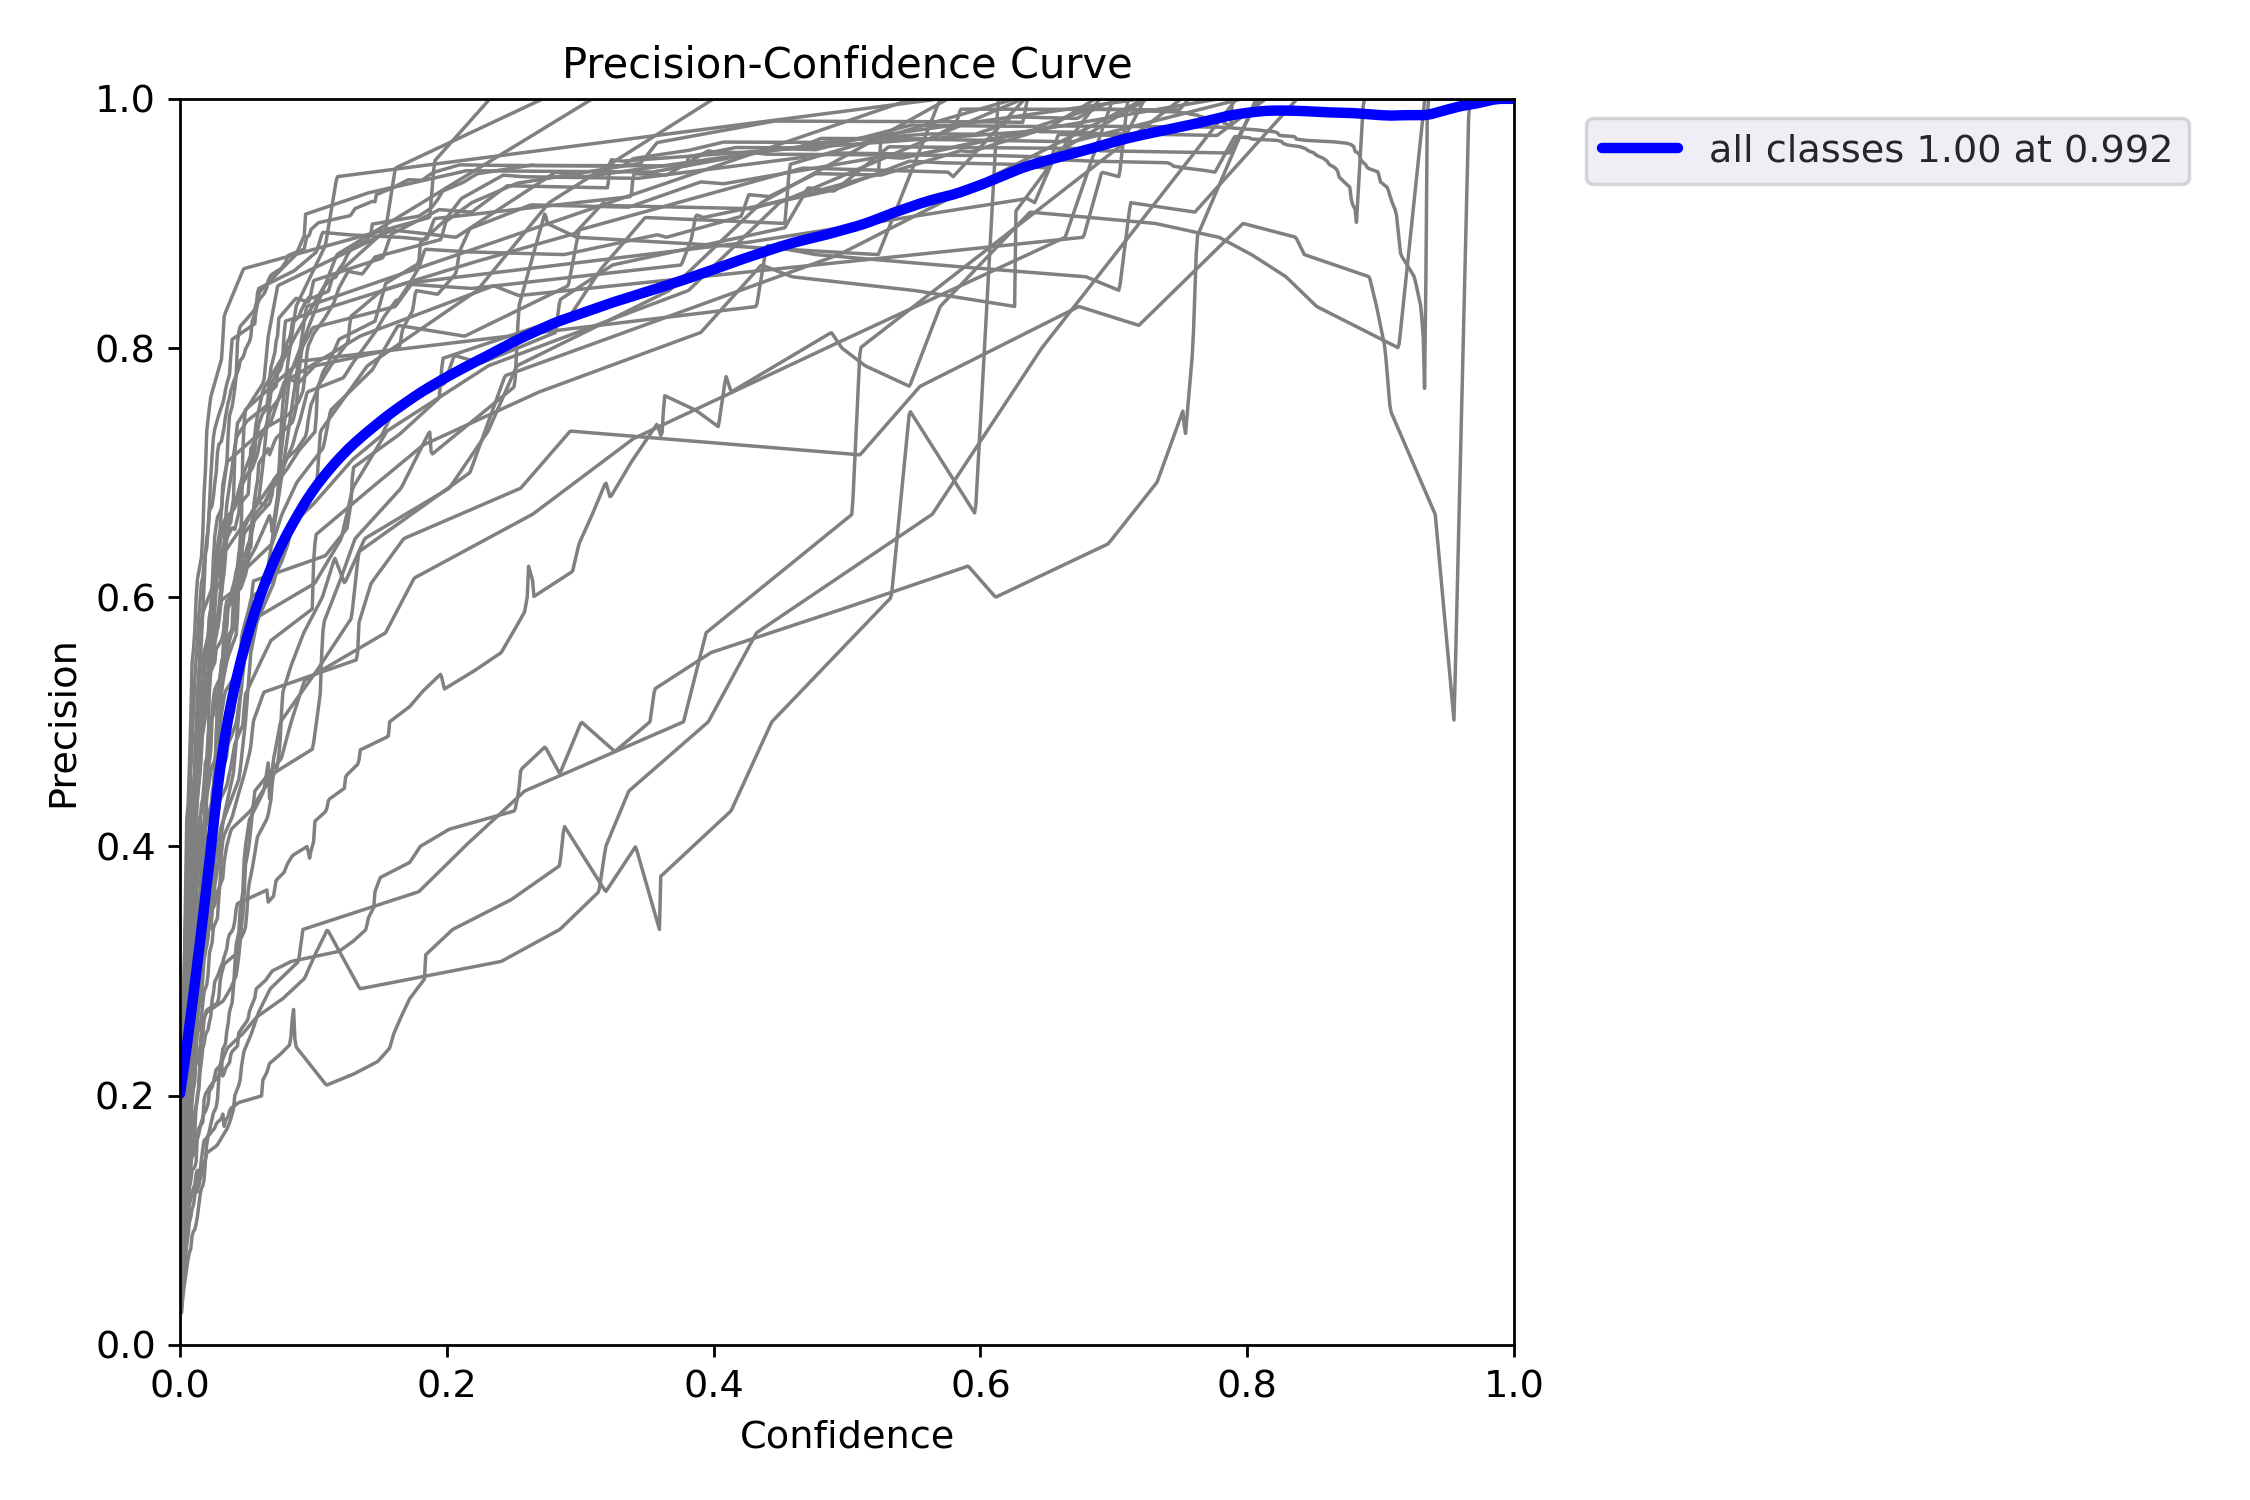 Precision-Confidence Curve
1.0
0.8
0.6
0.4
0.2
0.0
Precision
0.0 0.2 0.4 0.6 0.8 1.0
Confidence
all classes 1.00 at 0.992